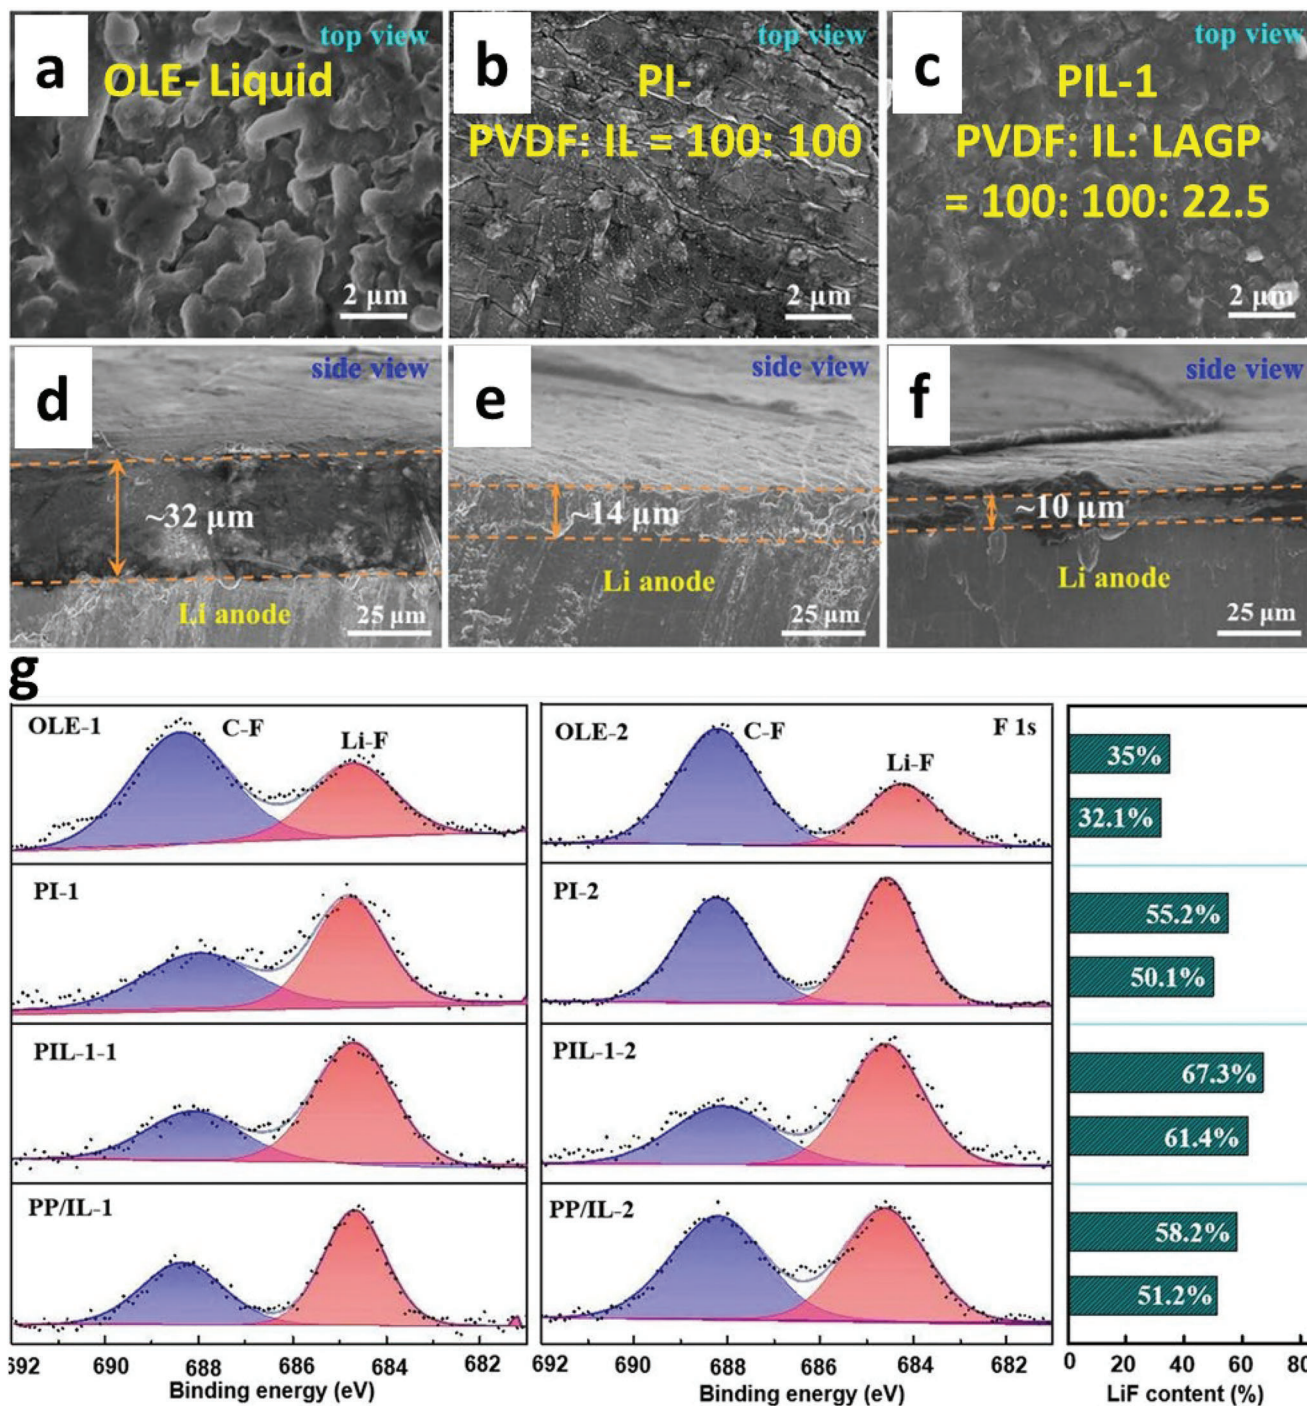 a
top view
OLE- Liquid
2 μm
b
top view
PI-
PVDF: IL = 100: 100
2 μm
c
top view
PIL-1
PVDF: IL: LAGP
= 100: 100: 22.5
2 μm
d
side view
~32 μm
Li anode
25 μm
e
side view
~14 μm
Li anode
25 μm
f
side view
~10 μm
Li anode
25 μm
g
OLE-1
C-F
Li-F
PI-1
PIL-1-1
PP/IL-1
692 690 688 686 684 682
Binding energy (eV)
OLE-2
C-F
F 1s
Li-F
PI-2
PIL-1-2
PP/IL-2
692 690 688 686 684 682
Binding energy (eV)
35%
32.1%
55.2%
50.1%
67.3%
61.4%
58.2%
51.2%
0 20 40 60 80
LiF content (%)